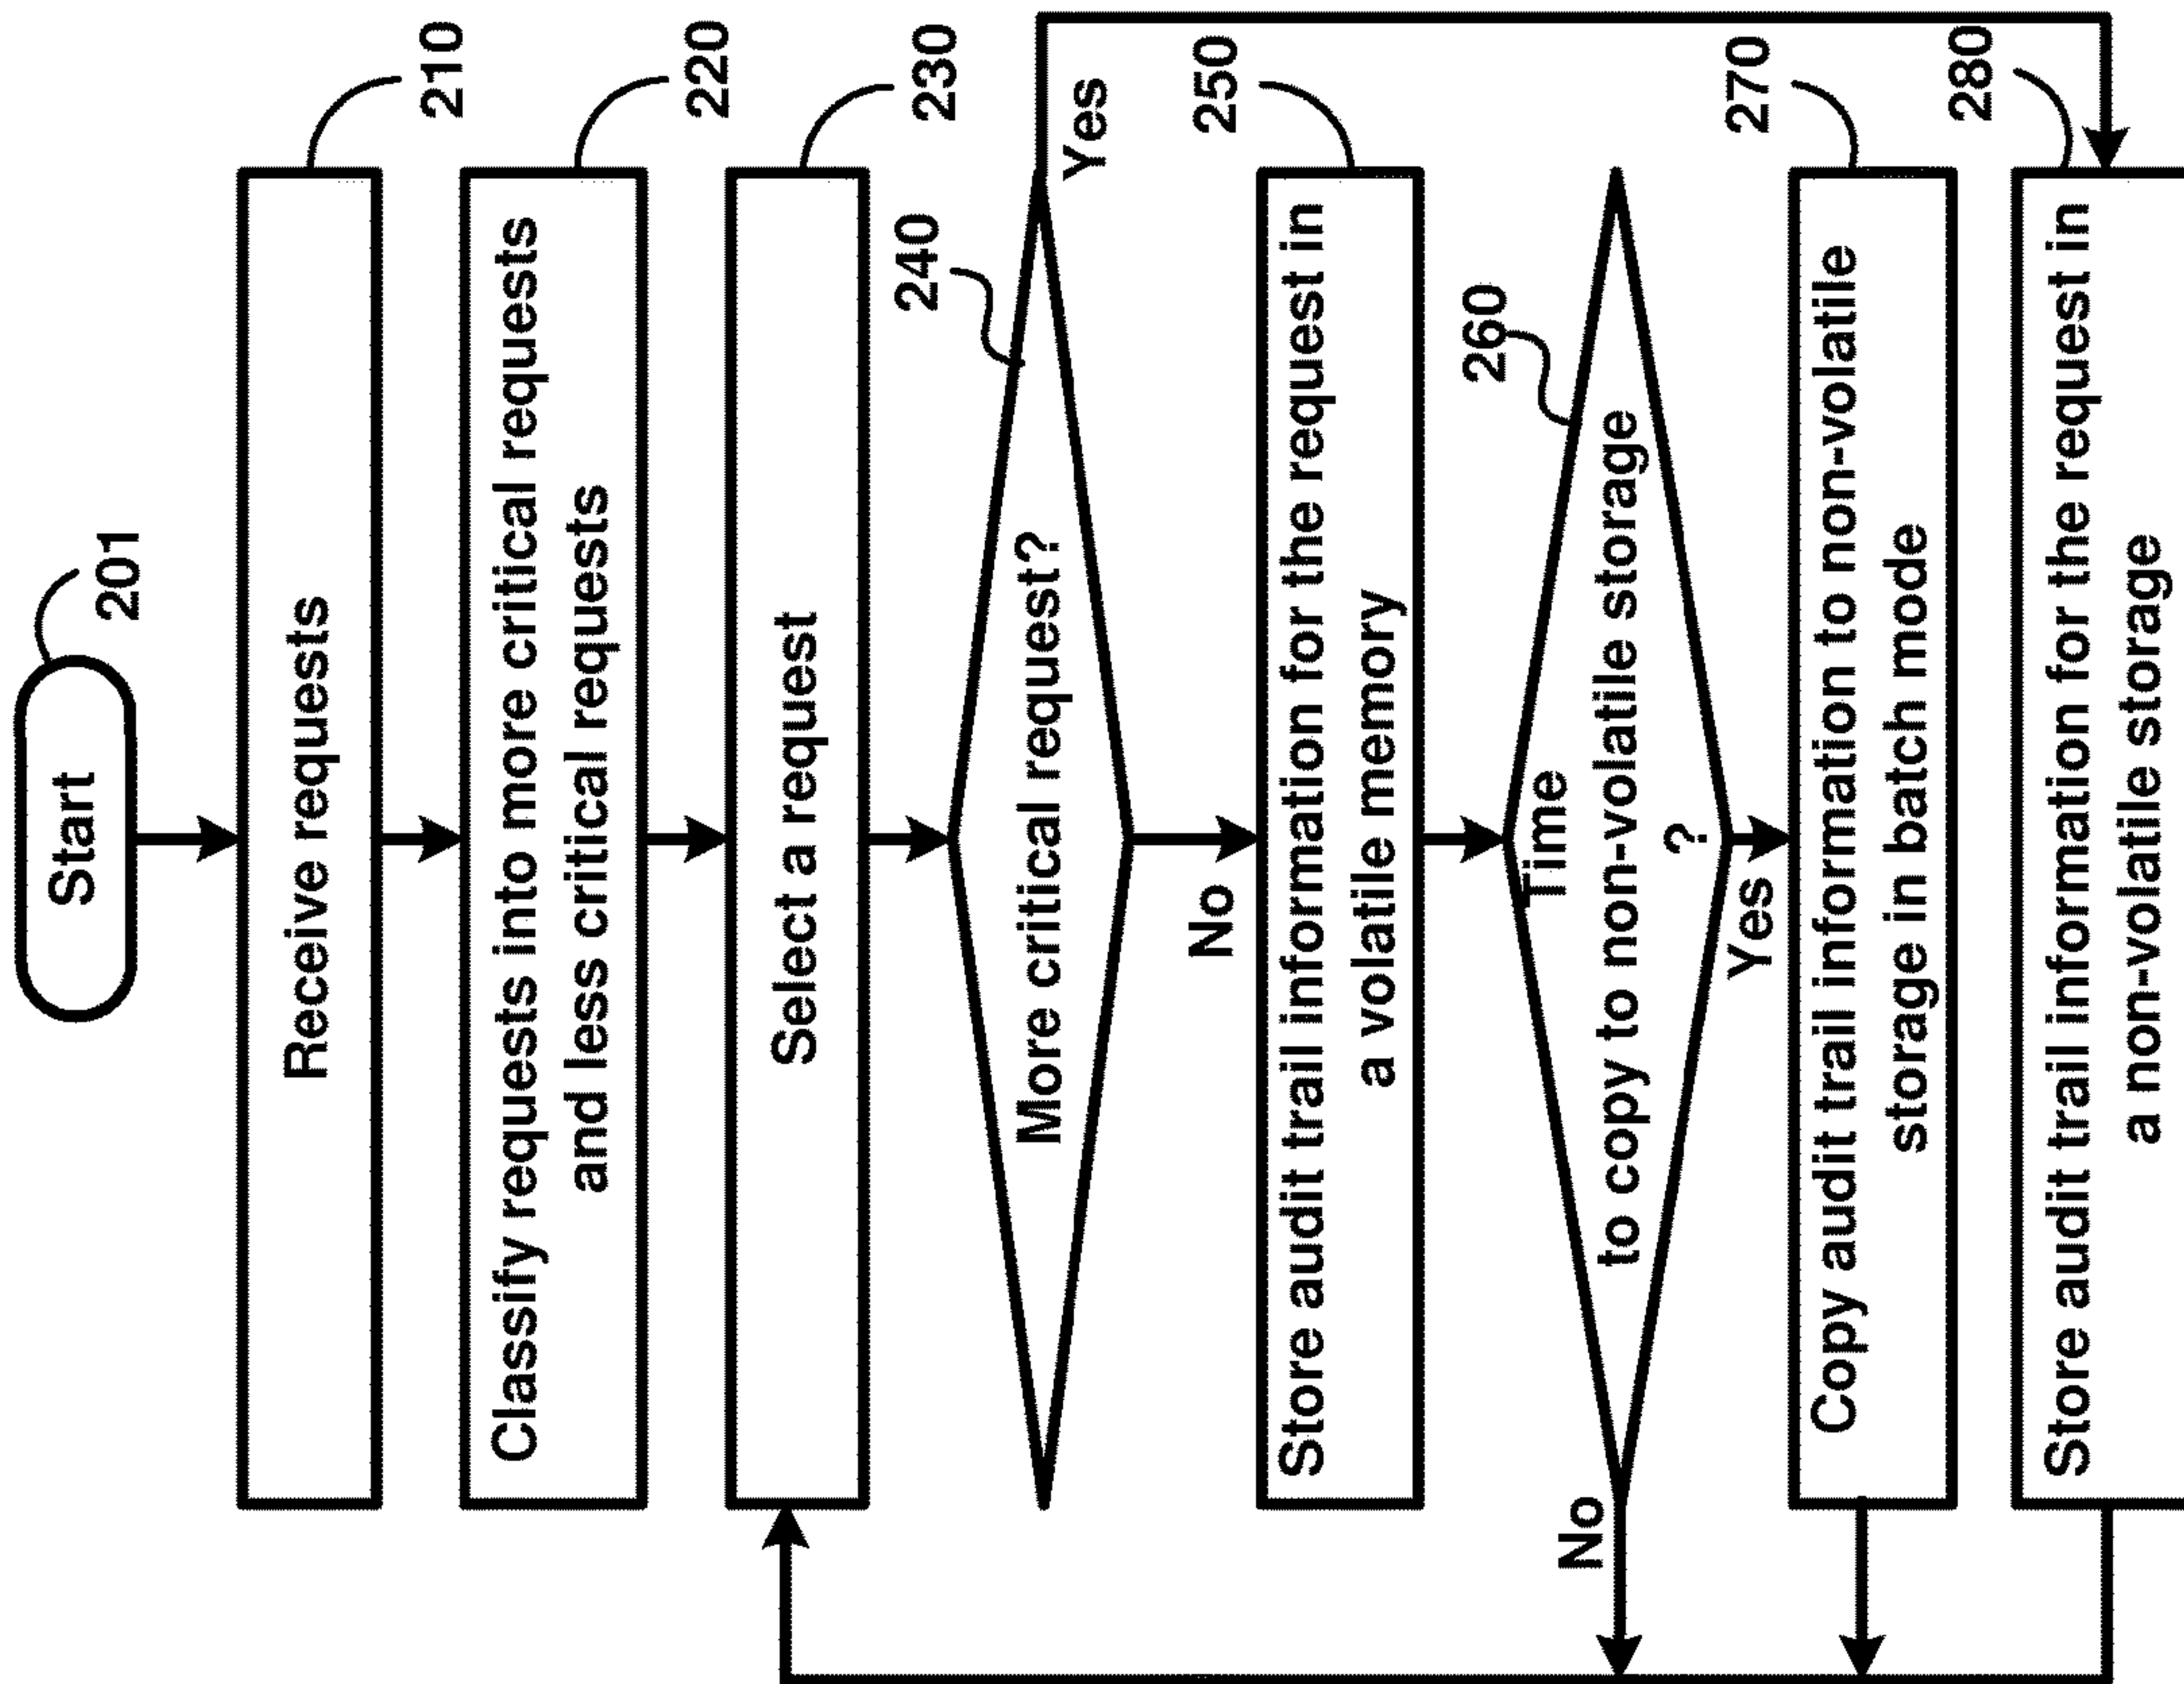 Start
201
Receive requests
210
Classify requests into more critical requests
and less critical requests
220
Select a request
230
More critical request?
240
Yes
No
Store audit trail information for the request in
a volatile memory
250
Time
to copy to non-volatile storage
?
260
No
Yes
Copy audit trail information to non-volatile
storage in batch mode
270
Store audit trail information for the request in
a non-volatile storage
280